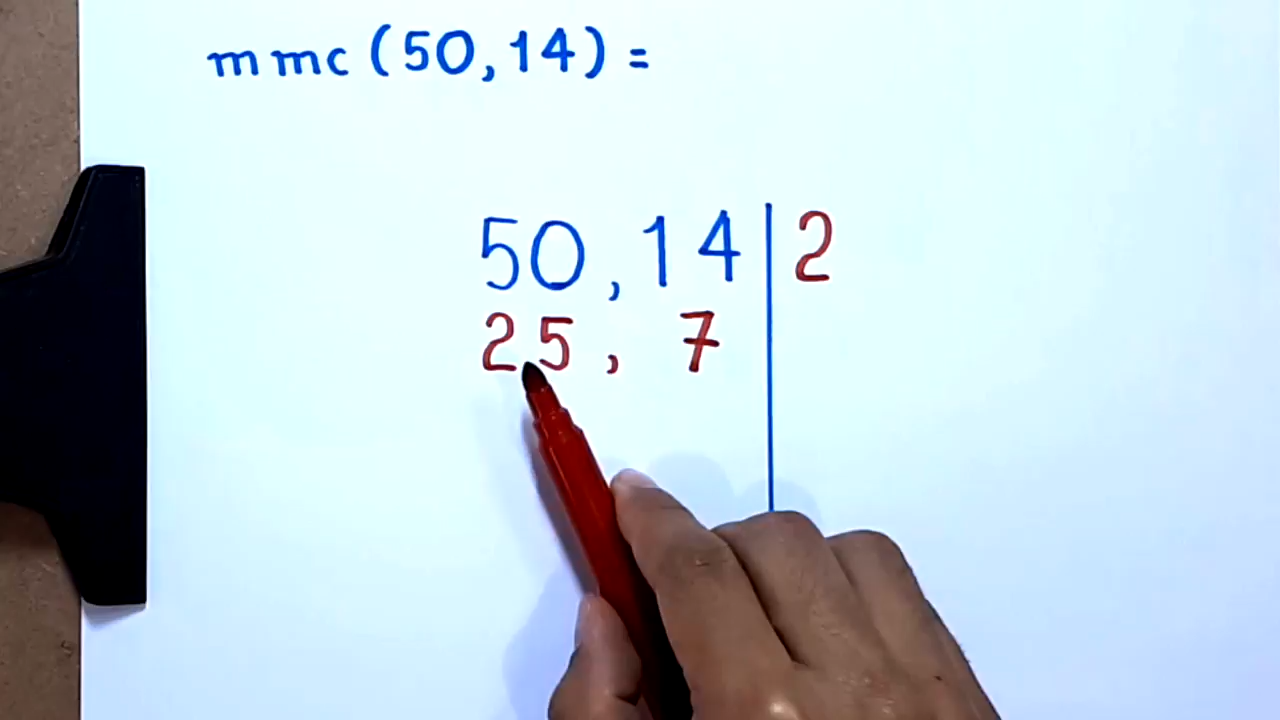 mmc (50,14) =
50,14 | 2
25, 7